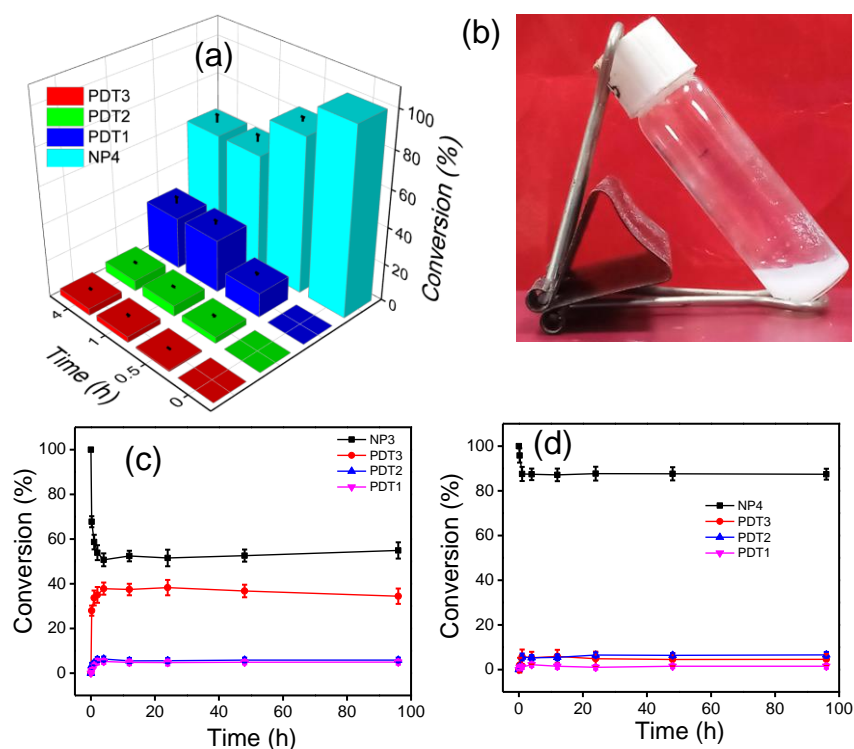 (a)
PDT3
PDT2
PDT1
NP4
100
80
60
40
20
0
Conversion (%)
4
1
0.5
0
Time (h)
(b)
(c)
NP3
PDT3
PDT2
PDT1
100
80
60
40
20
0
Conversion (%)
0 20 40 60 80 100
Time (h)
(d)
NP4
PDT3
PDT2
PDT1
100
80
60
40
20
0
Conversion (%)
0 20 40 60 80 100
Time (h)